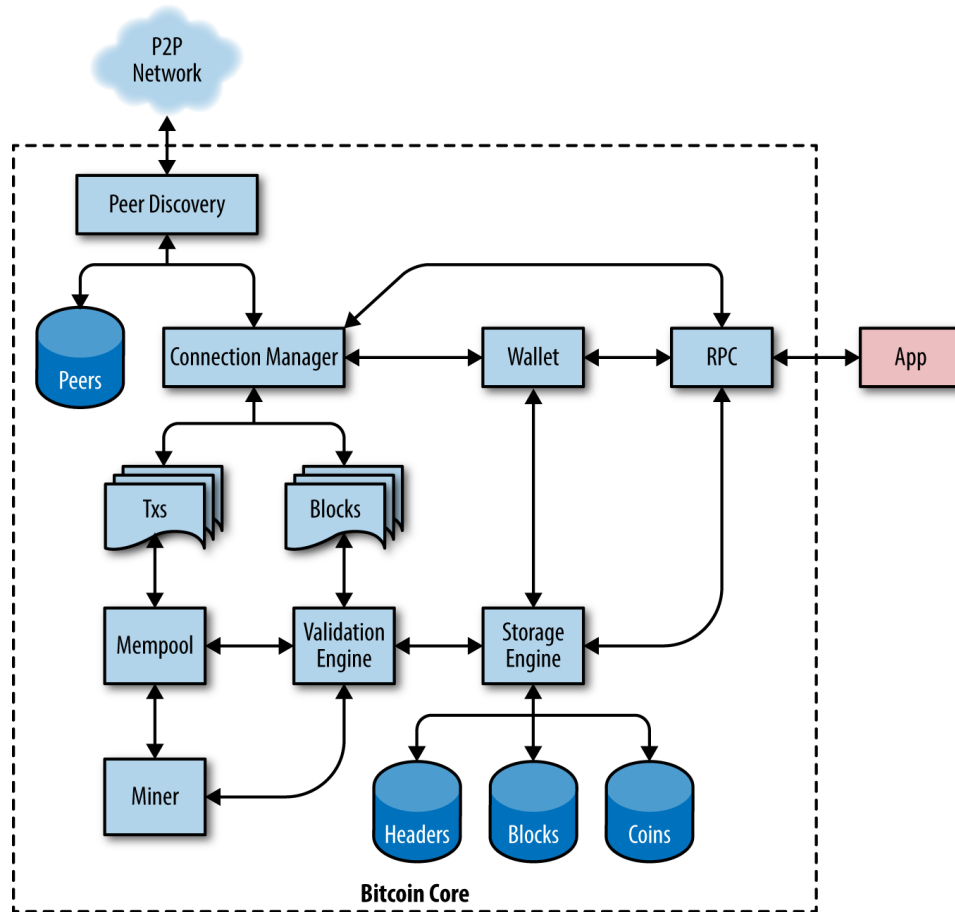 P2P
Network
Peer Discovery
Peers
Connection Manager
Wallet
RPC
App
Txs
Blocks
Mempool
Validation
Engine
Storage
Engine
Miner
Headers
Blocks
Coins
Bitcoin Core